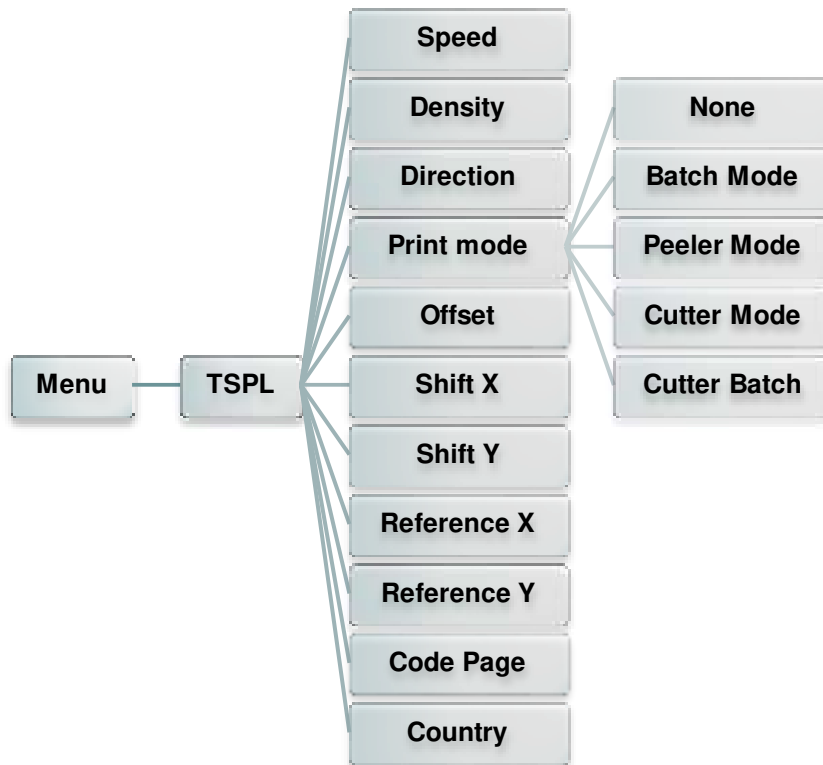 Menu
TSPL
Speed
Density
Direction
Print mode
Offset
Shift X
Shift Y
Reference X
Reference Y
Code Page
Country
None
Batch Mode
Peeler Mode
Cutter Mode
Cutter Batch